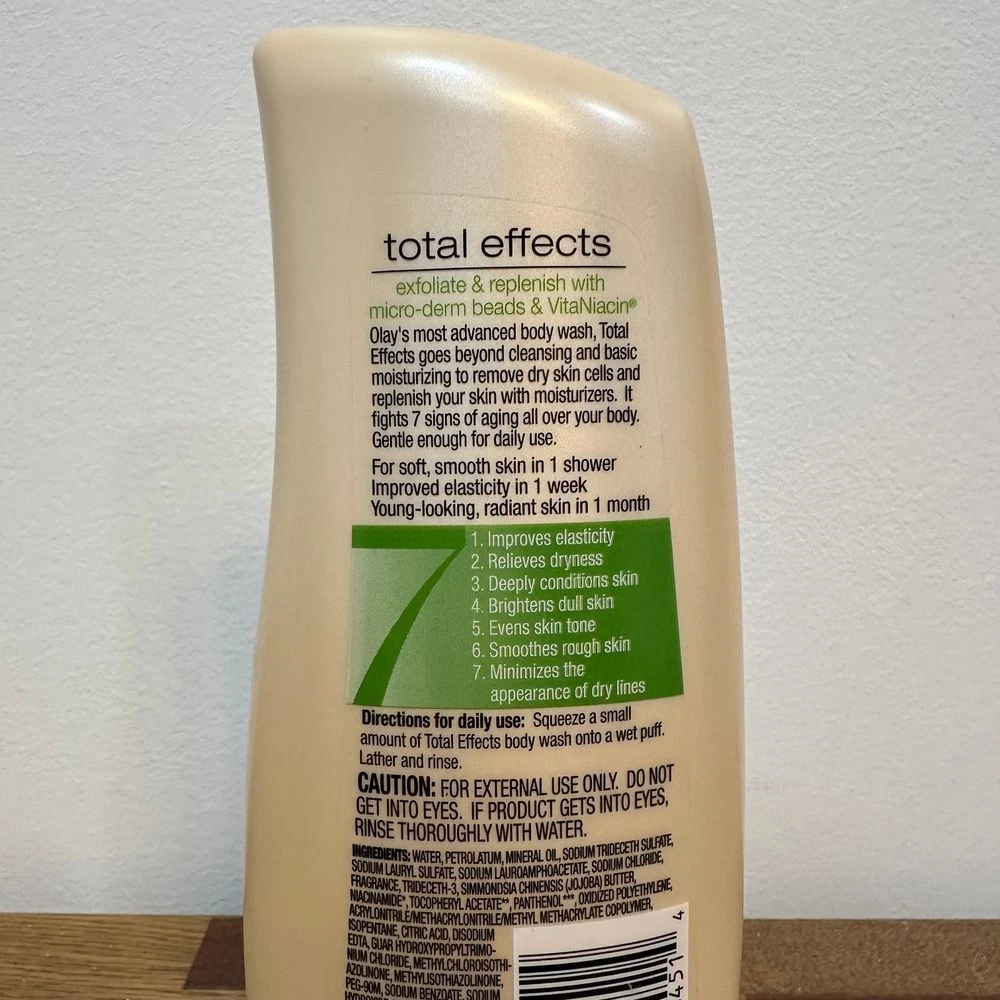 total effects
exfoliate & replenish with
micro-derm beads & VitaNiacin®
Olay's most advanced body wash, Total
Effects goes beyond cleansing and basic
moisturizing to remove dry skin cells and
replenish your skin with moisturizers. It
fights 7 signs of aging all over your body.
Gentle enough for daily use.
For soft, smooth skin in 1 shower
Improved elasticity in 1 week
Young-looking, radiant skin in 1 month
7
1. Improves elasticity
2. Relieves dryness
3. Deeply conditions skin
4. Brightens dull skin
5. Evens skin tone
6. Smoothes rough skin
7. Minimizes the
appearance of dry lines
Directions for daily use: Squeeze a small
amount of Total Effects body wash onto a wet puff.
Lather and rinse.
CAUTION: FOR EXTERNAL USE ONLY. DO NOT
GET INTO EYES. IF PRODUCT GETS INTO EYES,
RINSE THOROUGHLY WITH WATER.
INGREDIENTS: WATER, PETROLATUM, MINERAL OIL, SODIUM TRIDECETH SULFATE,
SODIUM LAURYL SULFATE, SODIUM LAUROAMPHOACETATE, SODIUM CHLORIDE,
FRAGRANCE, TRIDECETH-3, SIMMONDSIA CHINENSIS (JOJOBA) BUTTER,
NIACINAMIDE*, TOCOPHERYL ACETATE**, PANTHENOL***, OXIDIZED POLYETHYLENE,
ACRYLONITRILE/METHACRYLONITRILE/METHYL METHACRYLATE COPOLYMER,
ISOPENTANE, CITRIC ACID, DISODIUM
EDTA, GUAR HYDROXYPROPYLTRIMO-
NIUM CHLORIDE, METHYLCHLOROISOTHI-
AZOLINONE, METHYLISOTHIAZOLINONE,
PEG-90M, SODIUM BENZOATE, SODIUM
4
451